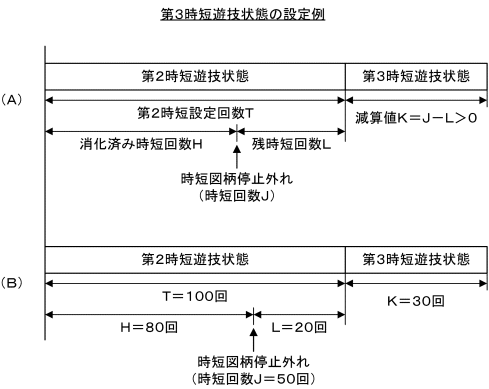 第3時短遊技状態の設定例
(A)
第2時短遊技状態
第3時短遊技状態
第2時短設定回数T
減算値K=J−L>0
消化済み時短回数H
残時短回数L
時短図柄停止外れ
(時短回数J)
(B)
第2時短遊技状態
第3時短遊技状態
T=100回
K=30回
H=80回
L=20回
時短図柄停止外れ
(時短回数J=50回)